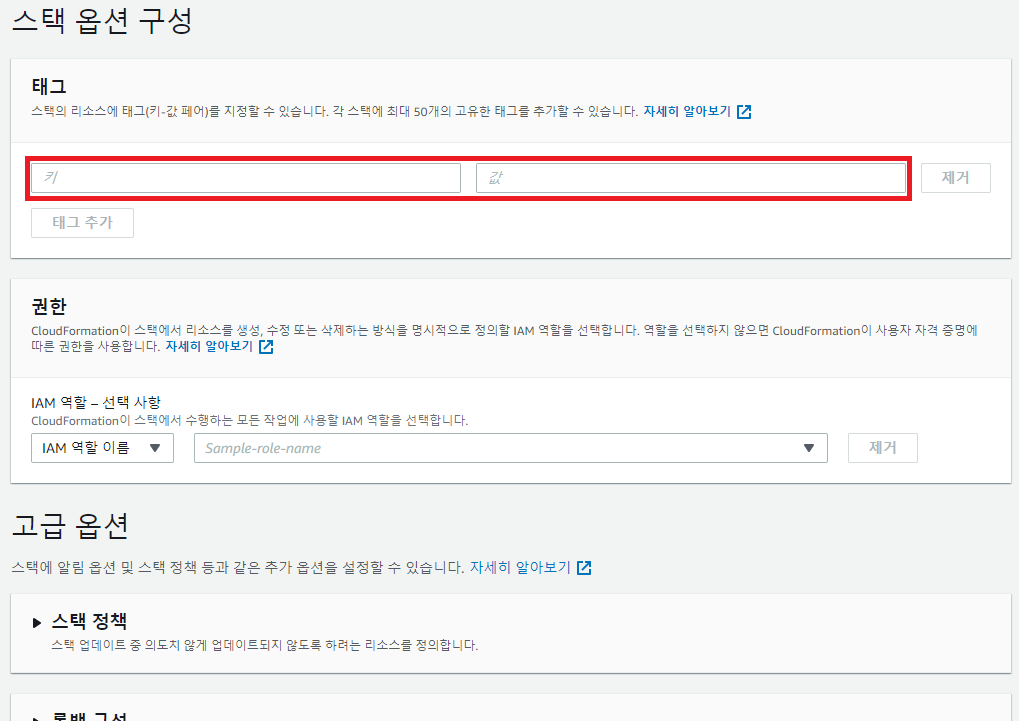 스택 옵션 구성
태그
스택의 리소스에 태그(키-값 페어)를 지정할 수 있습니다. 각 스택에 최대 50개의 고유한 태그를 추가할 수 있습니다. 자세히 알아보기
키 값 제거
태그 추가
권한
CloudFormation이 스택에서 리소스를 생성, 수정 또는 삭제하는 방식을 명시적으로 정의할 IAM 역할을 선택합니다. 역할을 선택하지 않으면 CloudFormation이 사용자 자격 증명에
따른 권한을 사용합니다. 자세히 알아보기
IAM 역할 – 선택 사항
CloudFormation이 스택에서 수행하는 모든 작업에 사용할 IAM 역할을 선택합니다.
IAM 역할 이름 Sample-role-name 제거
고급 옵션
스택에 알림 옵션 및 스택 정책 등과 같은 추가 옵션을 설정할 수 있습니다. 자세히 알아보기
스택 정책
스택 업데이트 중 의도치 않게 업데이트되지 않도록 하려는 리소스를 정의합니다.
롤백 구성